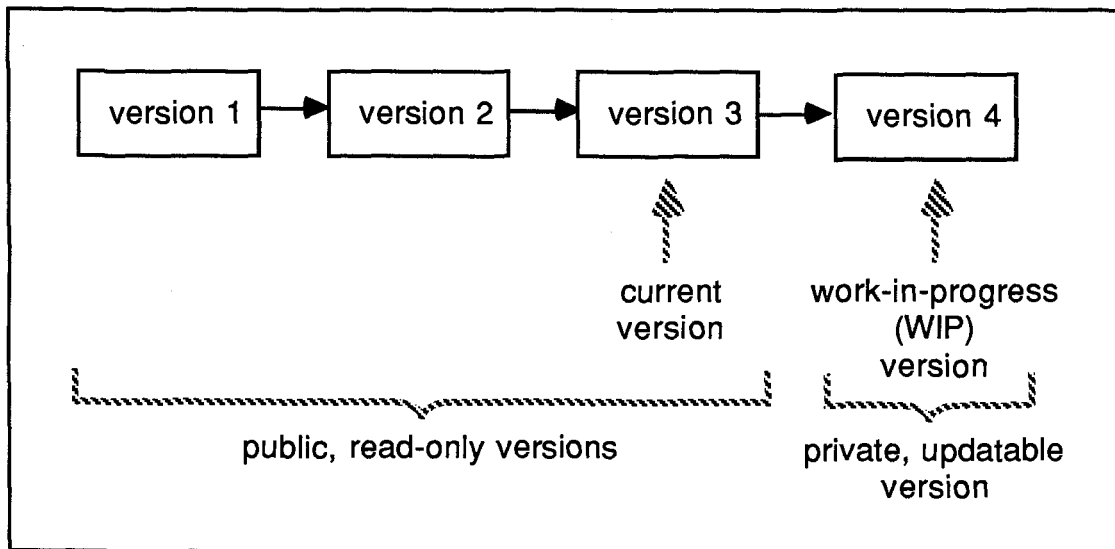 version 1
version 2
version 3
version 4
current
version
work-in-progress
(WIP)
version
public, read-only versions
private, updatable
version